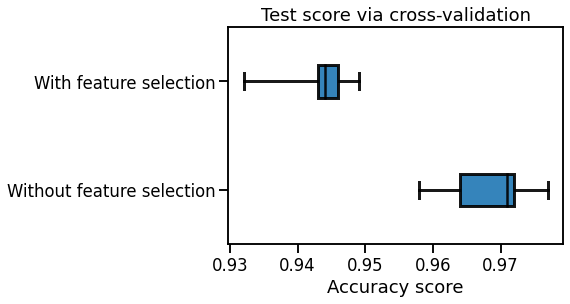 Test score via cross-validation
With feature selection
Without feature selection
0.93 0.94 0.95 0.96 0.97
Accuracy score